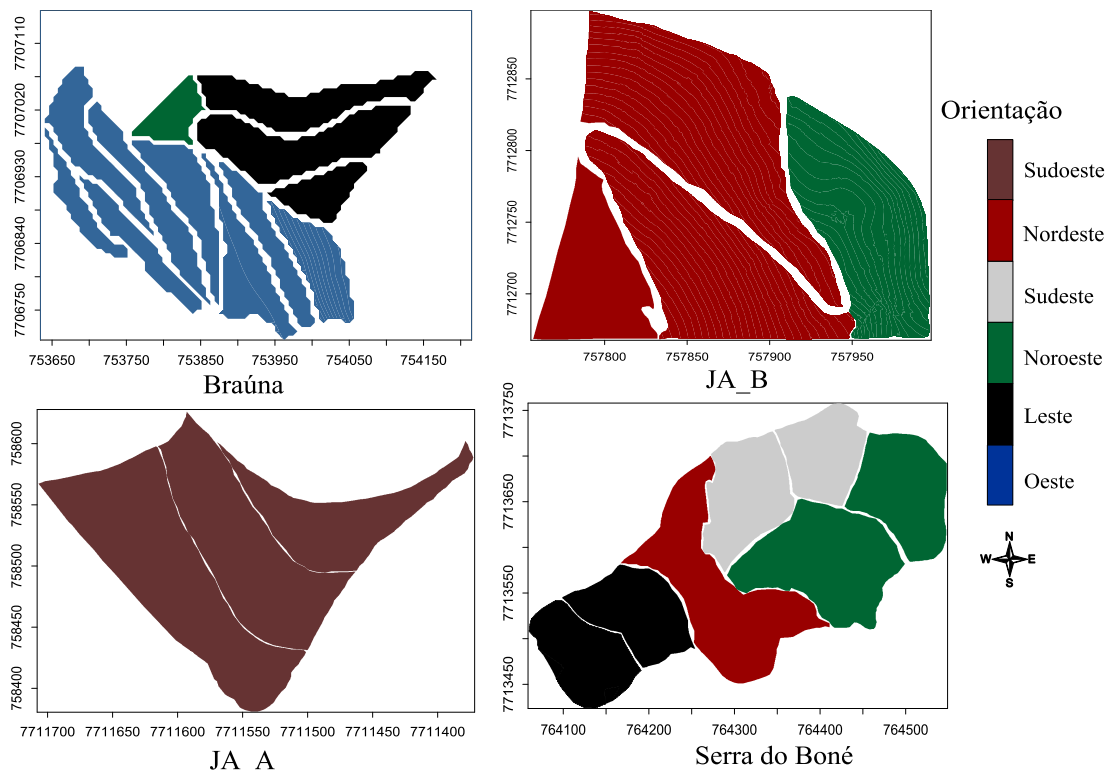 7707110
7707020
7706930
7706840
7706750
753650 753750 753850 753950 754050 754150
Braúna
7712850
7712800
7712750
7712700
757800 757850 757900 757950
JA_B
Orientação
Sudoeste
Nordeste
Sudeste
Noroeste
Leste
Oeste
N
W E
S
758600
758550
758500
758450
758400
7711700 7711650 7711600 7711550 7711500 7711450 7711400
JA_A
7713750
7713650
7713550
7713450
764100 764200 764300 764400 764500
Serra do Boné